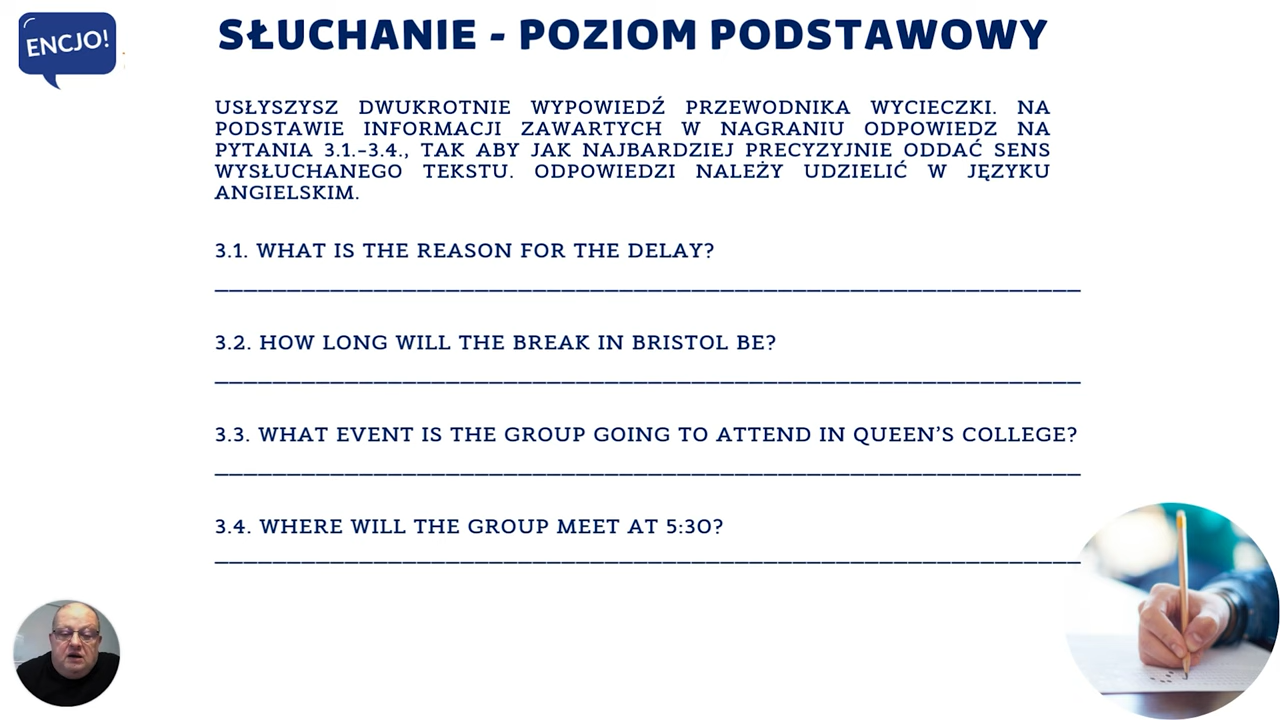 ENCJO!
SŁUCHANIE - POZIOM PODSTAWOWY
USŁYSZYSZ DWUKROTNIE WYPOWIEDŹ PRZEWODNIKA WYCIECZKI. NA
PODSTAWIE INFORMACJI ZAWARTYCH W NAGRANIU ODPOWIEDZ NA
PYTANIA 3.1.–3.4., TAK ABY JAK NAJBARDZIEJ PRECYZYJNIE ODDAĆ SENS
WYSŁUCHANEGO TEKSTU. ODPOWIEDZI NALEŻY UDZIELIĆ W JĘZYKU
ANGIELSKIM.
3.1. WHAT IS THE REASON FOR THE DELAY?
3.2. HOW LONG WILL THE BREAK IN BRISTOL BE?
3.3. WHAT EVENT IS THE GROUP GOING TO ATTEND IN QUEEN’S COLLEGE?
3.4. WHERE WILL THE GROUP MEET AT 5:30?